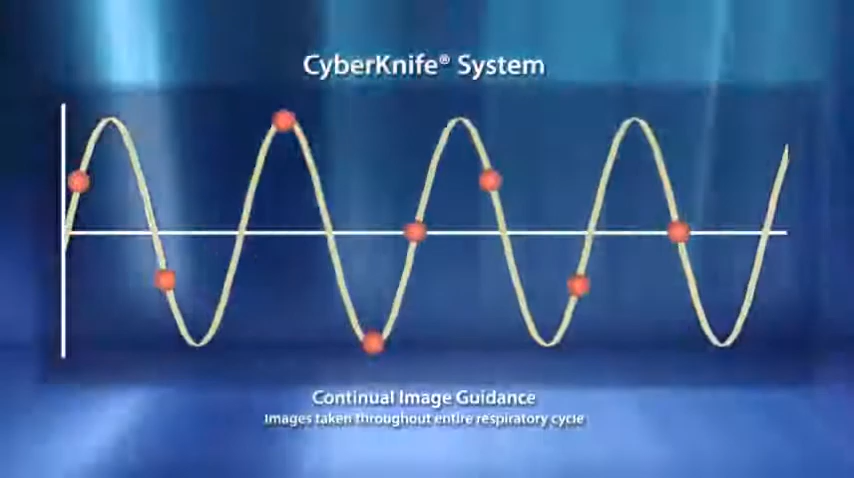 CyberKnife® System
Continual Image Guidance
Images taken throughout entire respiratory cycle